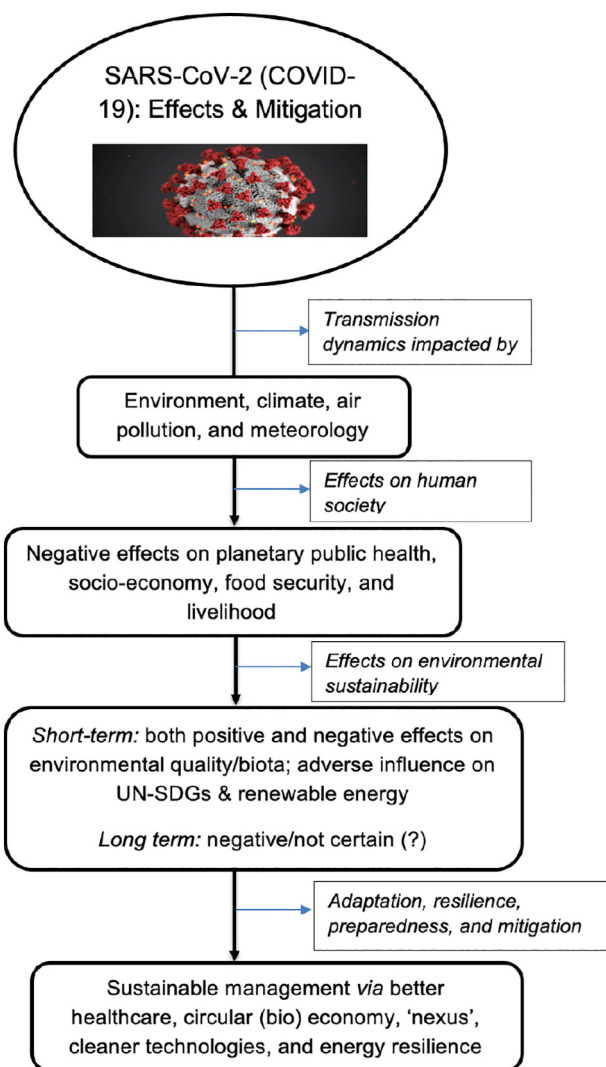 SARS-CoV-2 (COVID-
19): Effects & Mitigation
Transmission
dynamics impacted by
Environment, climate, air
pollution, and meteorology
Effects on human
society
Negative effects on planetary public health,
socio-economy, food security, and
livelihood
Effects on environmental
sustainability
Short-term: both positive and negative effects on
environmental quality/biota; adverse influence on
UN-SDGs & renewable energy
Long term: negative/not certain (?)
Adaptation, resilience,
preparedness, and mitigation
Sustainable management via better
healthcare, circular (bio) economy, ‘nexus’,
cleaner technologies, and energy resilience